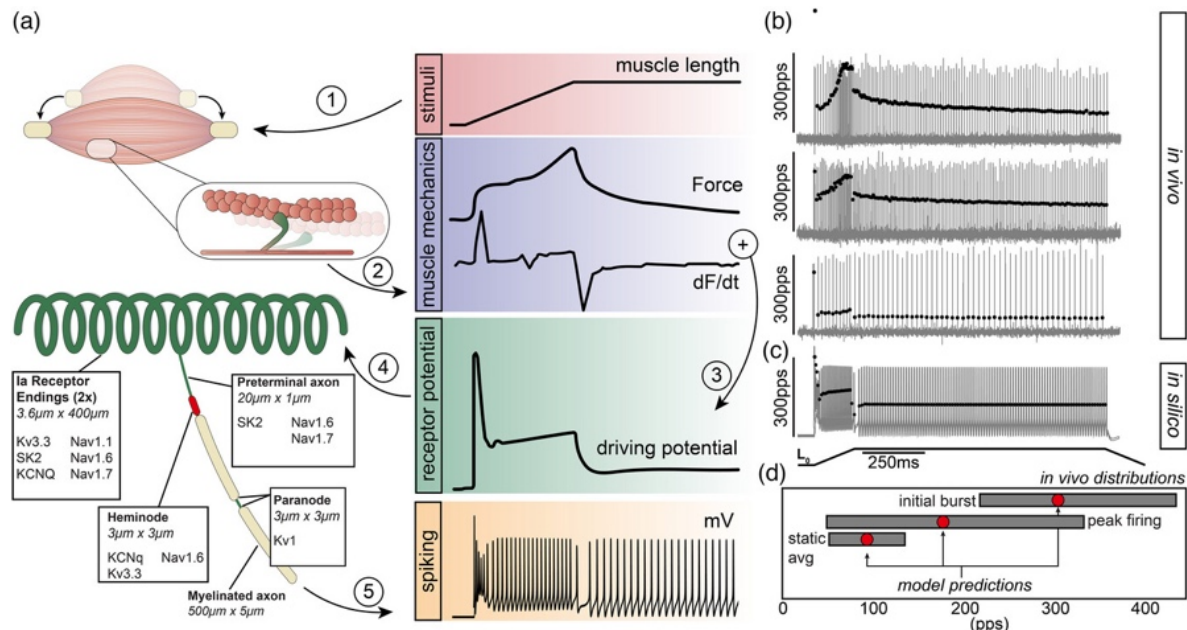 (a)
1
stimuli
muscle length
muscle mechanics
Force
dF/dt
+
2
3
4
receptor potential
driving potential
Ia Receptor
Endings (2x)
3.6µm x 400µm
Kv3.3 Nav1.1
SK2 Nav1.6
KCNQ Nav1.7
Preterminal axon
20µm x 1µm
SK2 Nav1.6
Nav1.7
Heminode
3µm x 3µm
KCNq Nav1.6
Kv3.3
Paranode
3µm x 3µm
Kv1
Myelinated axon
500µm x 5µm
5
spiking
mV
(b)
300pps
300pps
300pps
in vivo
(c)
300pps
in silico
L0
250ms
(d)
in vivo distributions
initial burst
peak firing
static
avg
model predictions
0 100 200 300 400
(pps)